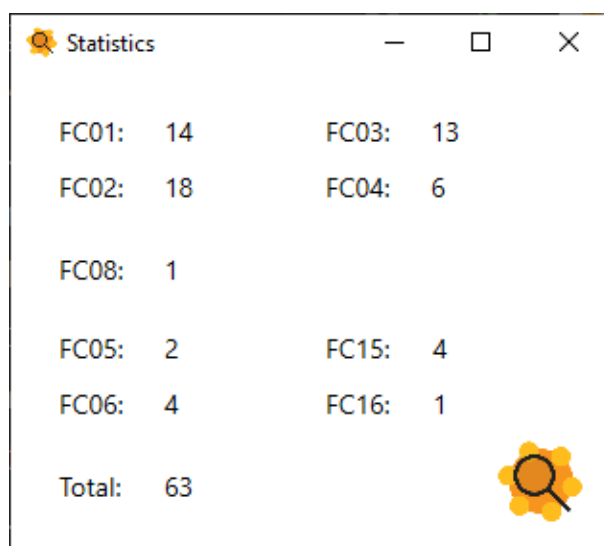 Statistics
FC01: 14 FC03: 13
FC02: 18 FC04: 6
FC08: 1
FC05: 2 FC15: 4
FC06: 4 FC16: 1
Total: 63